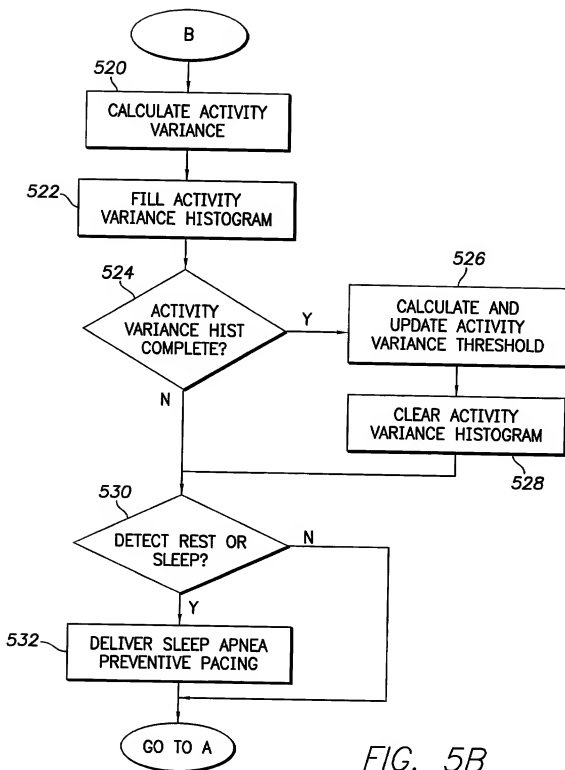 B
520
CALCULATE ACTIVITY
VARIANCE
522
FILL ACTIVITY
VARIANCE HISTOGRAM
524
ACTIVITY
VARIANCE HIST
COMPLETE?
Y
N
526
CALCULATE AND
UPDATE ACTIVITY
VARIANCE THRESHOLD
CLEAR ACTIVITY
VARIANCE HISTOGRAM
528
530
DETECT REST OR
SLEEP?
N
Y
532
DELIVER SLEEP APNEA
PREVENTIVE PACING
GO TO A
FIG. 5B